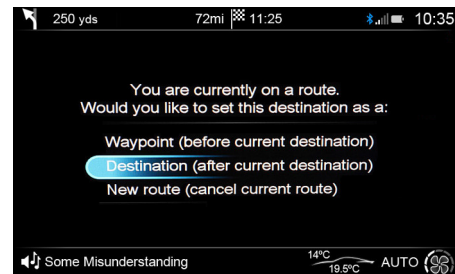 250 yds 72mi 11:25 10:35
You are currently on a route.
Would you like to set this destination as a:
Waypoint (before current destination)
Destination (after current destination)
New route (cancel current route)
Some Misunderstanding 14°C AUTO
19.5°C